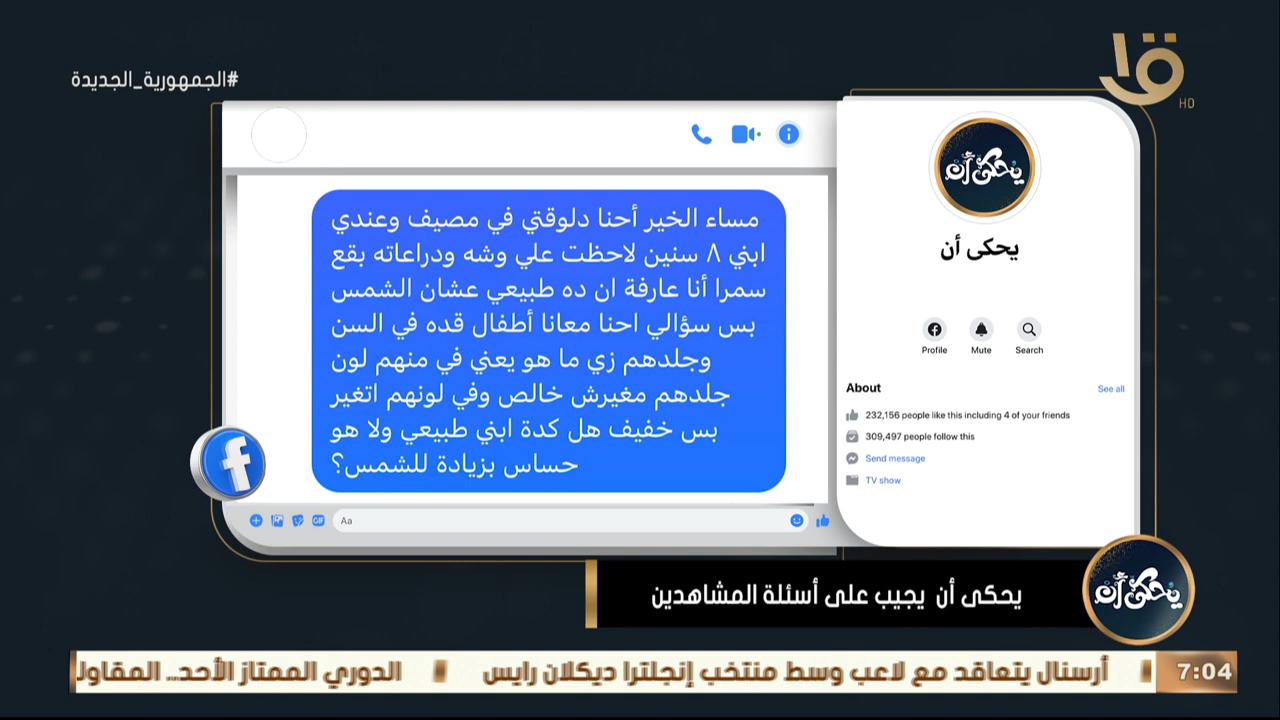 #الجمهورية_الجديدة
HD
مساء الخير أحنا دلوقتي في مصيف وعندي
ابني ٨ سنين لاحظت علي وشه ودراعاته بقع
سمرا أنا عارفة ان ده طبيعي عشان الشمس
بس سؤالي احنا معانا أطفال قده في السن
وجلدهم زي ما هو يعني في منهم لون
جلدهم مغيرش خالص وفي لونهم اتغير
بس خفيف هل كدة ابني طبيعي ولا هو
حساس بزيادة للشمس؟
GIF
Aa
يحكى أن
يحكى أن
Profile
Mute
Search
About
See all
232,156 people like this including 4 of your friends
309,497 people follow this
Send message
TV show
يحكى أن يجيب على أسئلة المشاهدين
يحكى أن
7:04
أرسنال يتعاقد مع لاعب وسط منتخب إنجلترا ديكلان رايس
الدوري الممتاز الأحد.. المقاول